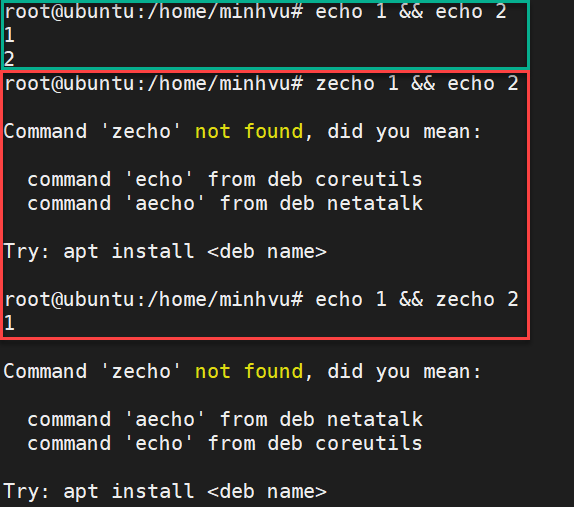 root@ubuntu:/home/minhvu# echo 1 && echo 2
1
2
root@ubuntu:/home/minhvu# zecho 1 && echo 2
Command 'zecho' not found, did you mean:
  command 'echo' from deb coreutils
  command 'aecho' from deb netatalk
Try: apt install <deb name>
root@ubuntu:/home/minhvu# echo 1 && zecho 2
1
Command 'zecho' not found, did you mean:
  command 'aecho' from deb netatalk
  command 'echo' from deb coreutils
Try: apt install <deb name>